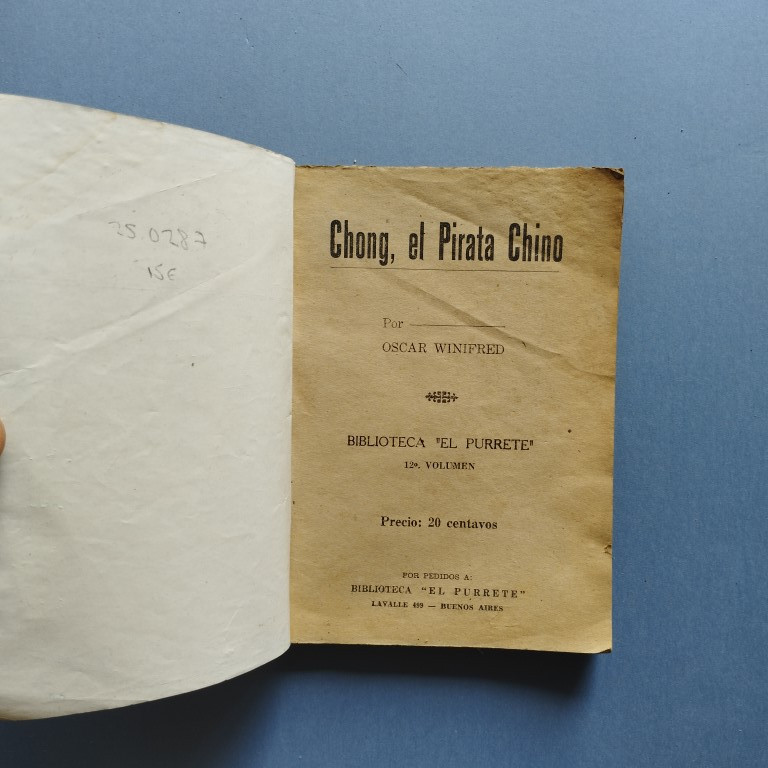 25 0287
15€
Chong, el Pirata Chino
Por
OSCAR WINIFRED
BIBLIOTECA "EL PURRETE"
12º. VOLUMEN
Precio: 20 centavos
POR PEDIDOS A:
BIBLIOTECA "EL PURRETE"
LAVALLE 499 — BUENOS AIRES